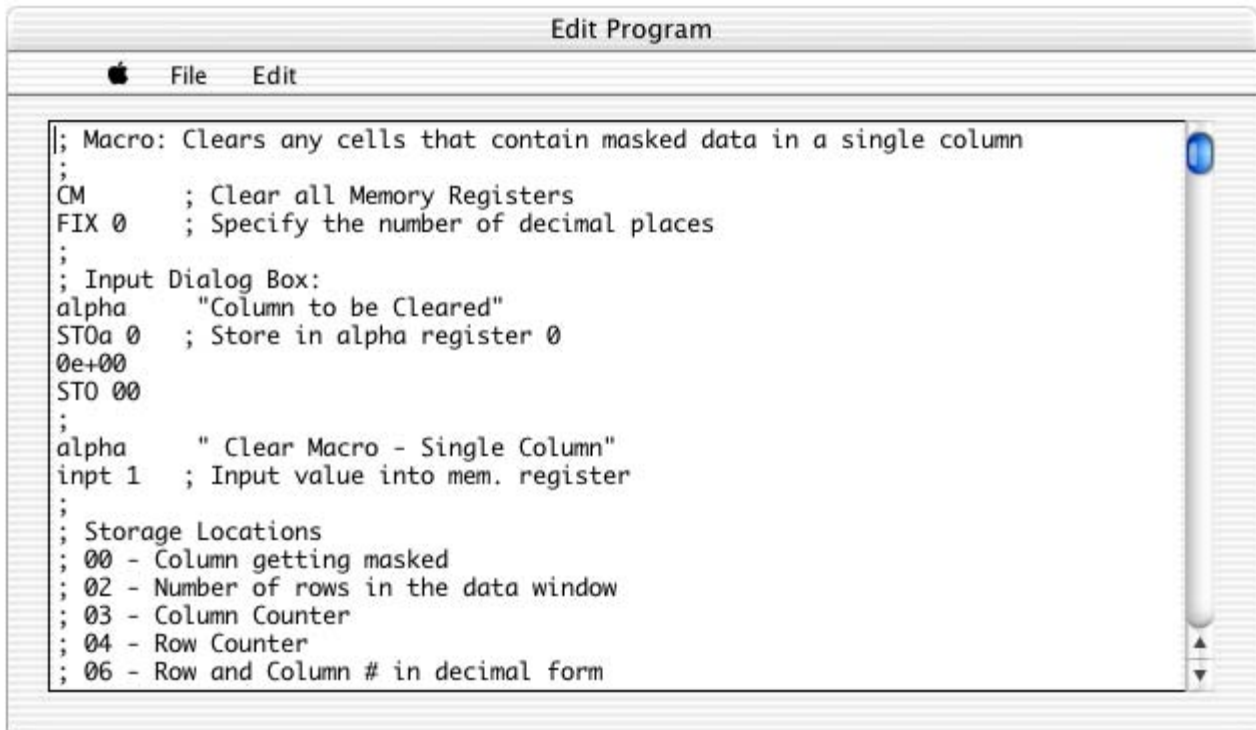 Edit Program
File Edit
; Macro: Clears any cells that contain masked data in a single column
;
CM ; Clear all Memory Registers
FIX 0 ; Specify the number of decimal places
;
; Input Dialog Box:
alpha "Column to be Cleared"
STOa 0 ; Store in alpha register 0
0e+00
STO 00
;
alpha " Clear Macro - Single Column"
inpt 1 ; Input value into mem. register
;
; Storage Locations
; 00 - Column getting masked
; 02 - Number of rows in the data window
; 03 - Column Counter
; 04 - Row Counter
; 06 - Row and Column # in decimal form